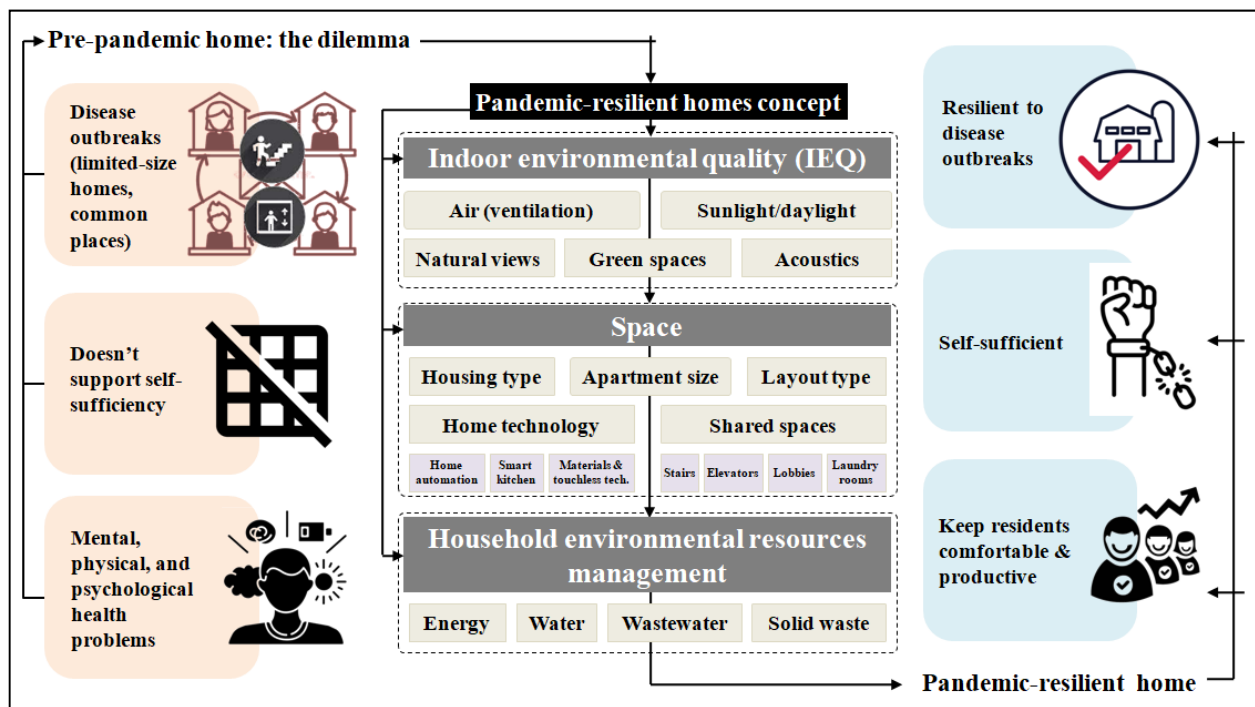 Pre-pandemic home: the dilemma
Disease
outbreaks
(limited-size
homes,
common
places)
Doesn’t
support self-
sufficiency
Mental,
physical, and
psychological
health
problems
Pandemic-resilient homes concept
Indoor environmental quality (IEQ)
Air (ventilation)
Sunlight/daylight
Natural views
Green spaces
Acoustics
Space
Housing type
Apartment size
Layout type
Home technology
Shared spaces
Home
automation
Smart
kitchen
Materials &
touchless tech.
Stairs
Elevators
Lobbies
Laundry
rooms
Household environmental resources
management
Energy
Water
Wastewater
Solid waste
Resilient to
disease
outbreaks
Self-sufficient
Keep residents
comfortable &
productive
Pandemic-resilient home